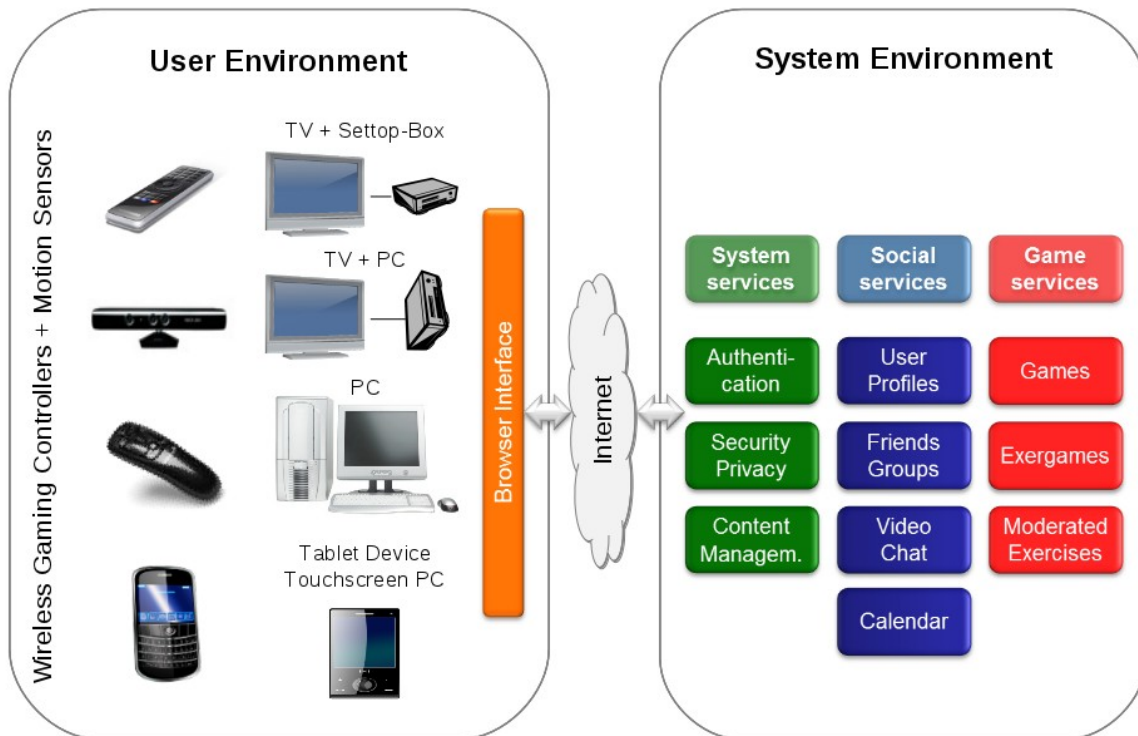 User Environment
Wireless Gaming Controllers + Motion Sensors
TV + Settop-Box
TV + PC
PC
Tablet Device
Touchscreen PC
Browser Interface
Internet
System Environment
System
services
Social
services
Game
services
Authenti-
cation
User
Profiles
Games
Security
Privacy
Friends
Groups
Exergames
Content
Managem.
Video
Chat
Moderated
Exercises
Calendar